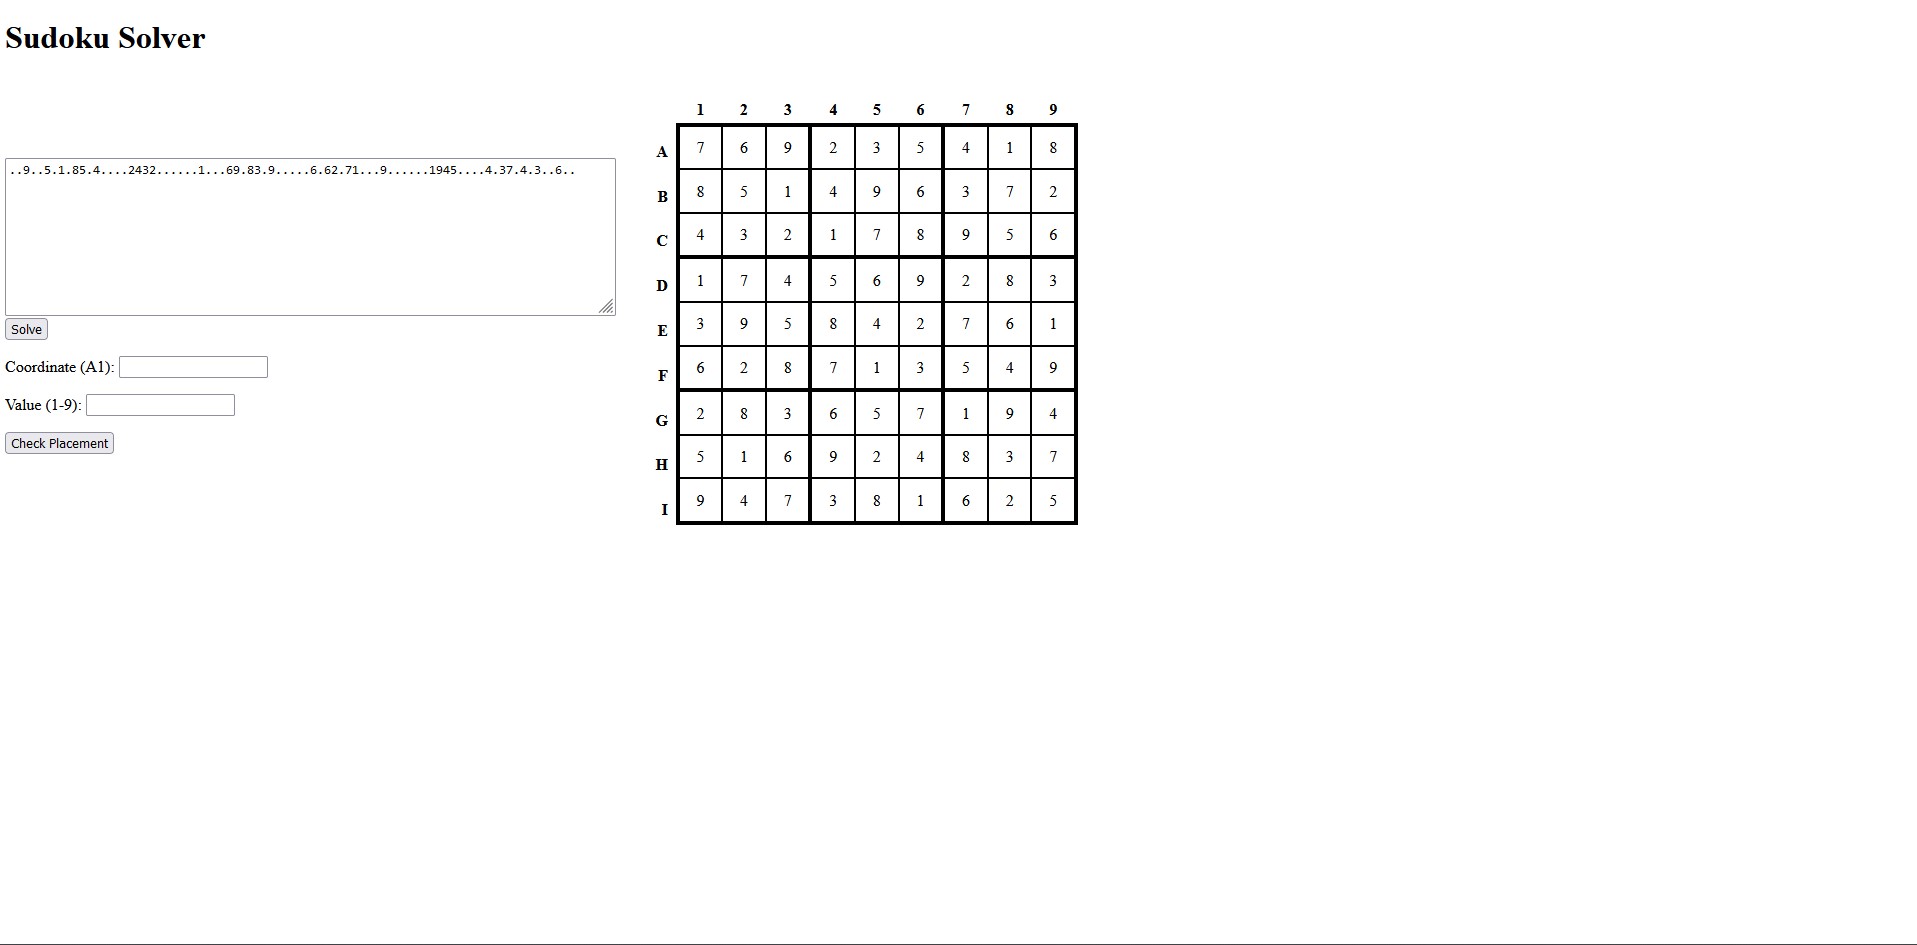 Sudoku Solver
..9..5.1.85.4....2432......1...69.83.9.....6.62.71...9......1945....4.37.4.3..6..
Solve
Coordinate (A1):
Value (1-9):
Check Placement
1 2 3 4 5 6 7 8 9
A 7 6 9 2 3 5 4 1 8
B 8 5 1 4 9 6 3 7 2
C 4 3 2 1 7 8 9 5 6
D 1 7 4 5 6 9 2 8 3
E 3 9 5 8 4 2 7 6 1
F 6 2 8 7 1 3 5 4 9
G 2 8 3 6 5 7 1 9 4
H 5 1 6 9 2 4 8 3 7
I 9 4 7 3 8 1 6 2 5